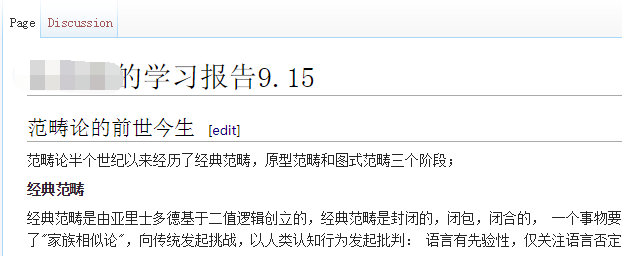 Page Discussion
的学习报告9.15
范畴论的前世今生 [edit]
范畴论半个世纪以来经历了经典范畴，原型范畴和图式范畴三个阶段；
经典范畴
经典范畴是由亚里士多德基于二值逻辑创立的，经典范畴是封闭的，闭包，闭合的， 一个事物要
了"家族相似论"，向传统发起挑战，以人类认知行为发起批判： 语言有先验性，仅关注语言否定